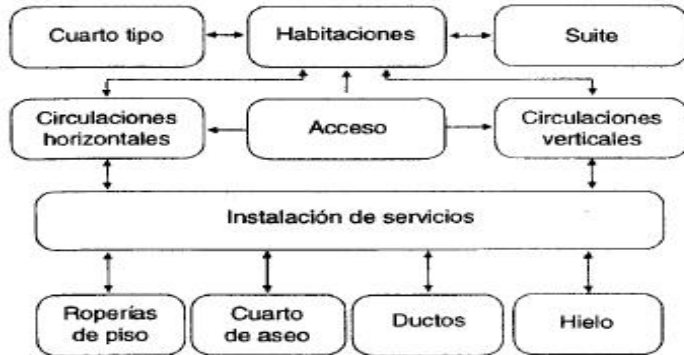 Cuarto tipo
Habitaciones
Suite
Circulaciones
horizontales
Acceso
Circulaciones
verticales
Instalación de servicios
Roperías
de piso
Cuarto
de aseo
Ductos
Hielo